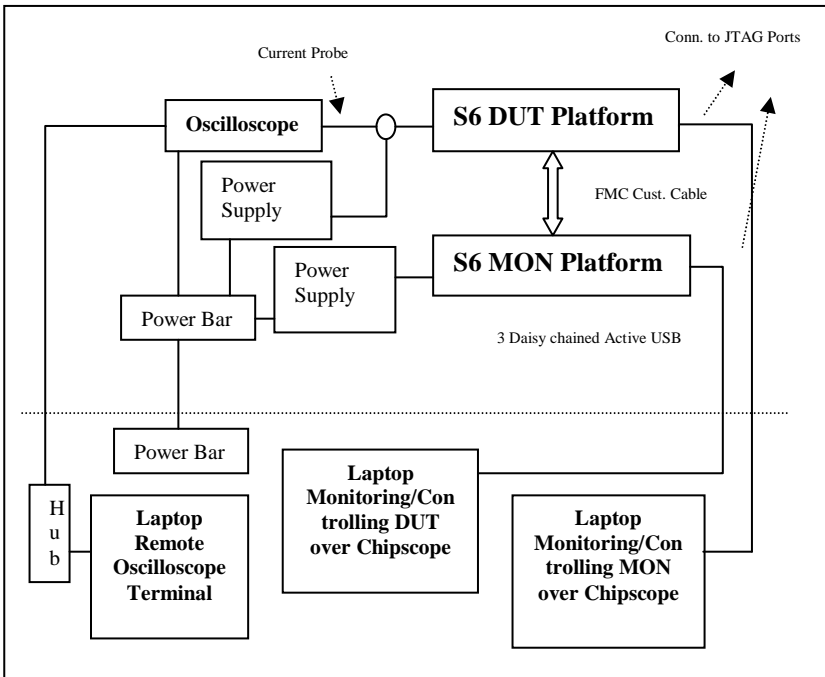 Conn. to JTAG Ports
Current Probe
Oscilloscope
S6 DUT Platform
Power
Supply
FMC Cust. Cable
S6 MON Platform
Power
Supply
Power Bar
3 Daisy chained Active USB
Power Bar
H
u
b
Laptop
Remote
Oscilloscope
Terminal
Laptop
Monitoring/Con
trolling DUT
over Chipscope
Laptop
Monitoring/Con
trolling MON
over Chipscope